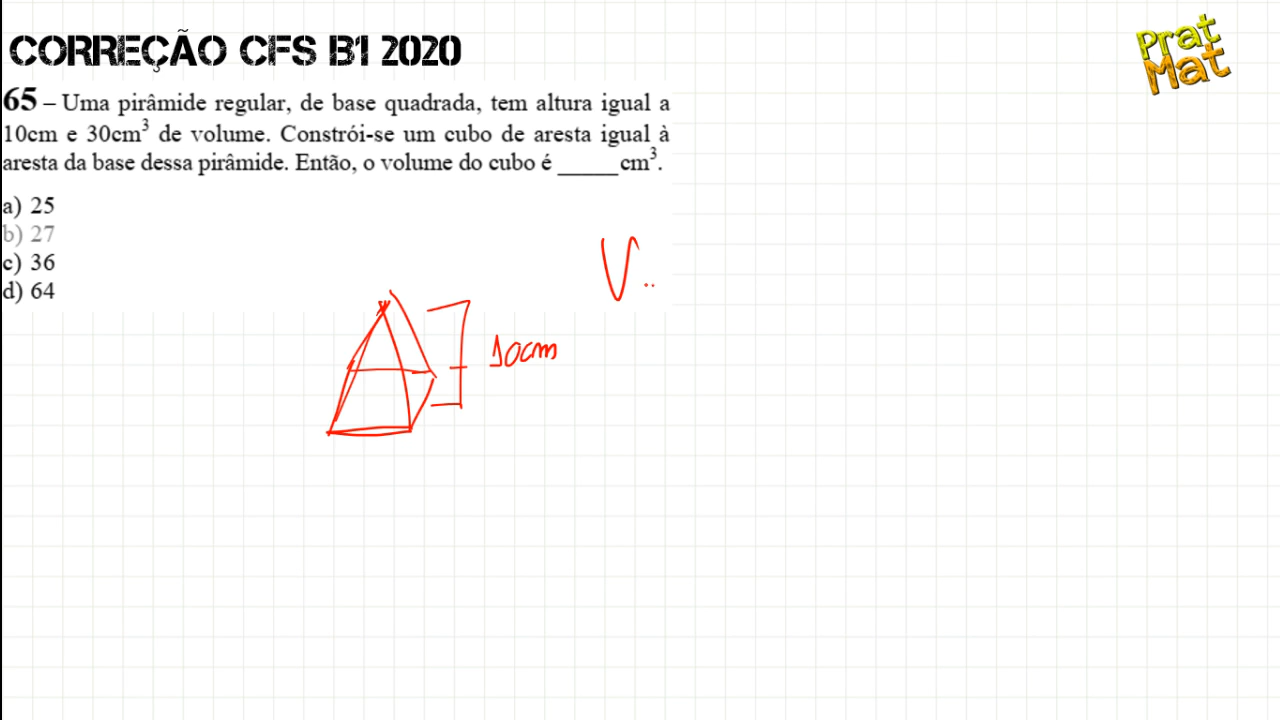 CORREÇÃO CFS B1 2020
Prat
Mat
65 – Uma pirâmide regular, de base quadrada, tem altura igual a
10cm e 30cm³ de volume. Constrói-se um cubo de aresta igual à
aresta da base dessa pirâmide. Então, o volume do cubo é _____ cm³.
a) 25
b) 27
c) 36
d) 64
V..
10cm